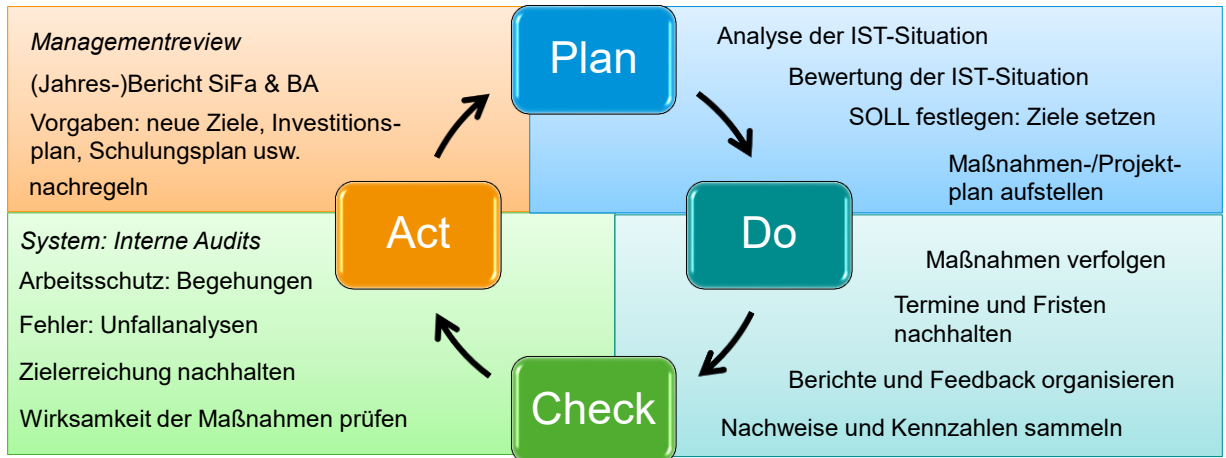 Plan
Analyse der IST-Situation
Bewertung der IST-Situation
SOLL festlegen: Ziele setzen
Maßnahmen-/Projekt-
plan aufstellen
Do
Maßnahmen verfolgen
Termine und Fristen
nachhalten
Berichte und Feedback organisieren
Nachweise und Kennzahlen sammeln
Check
System: Interne Audits
Arbeitsschutz: Begehungen
Fehler: Unfallanalysen
Zielerreichung nachhalten
Wirksamkeit der Maßnahmen prüfen
Act
Managementreview
(Jahres-)Bericht SiFa & BA
Vorgaben: neue Ziele, Investitions-
plan, Schulungsplan usw.
nachregeln